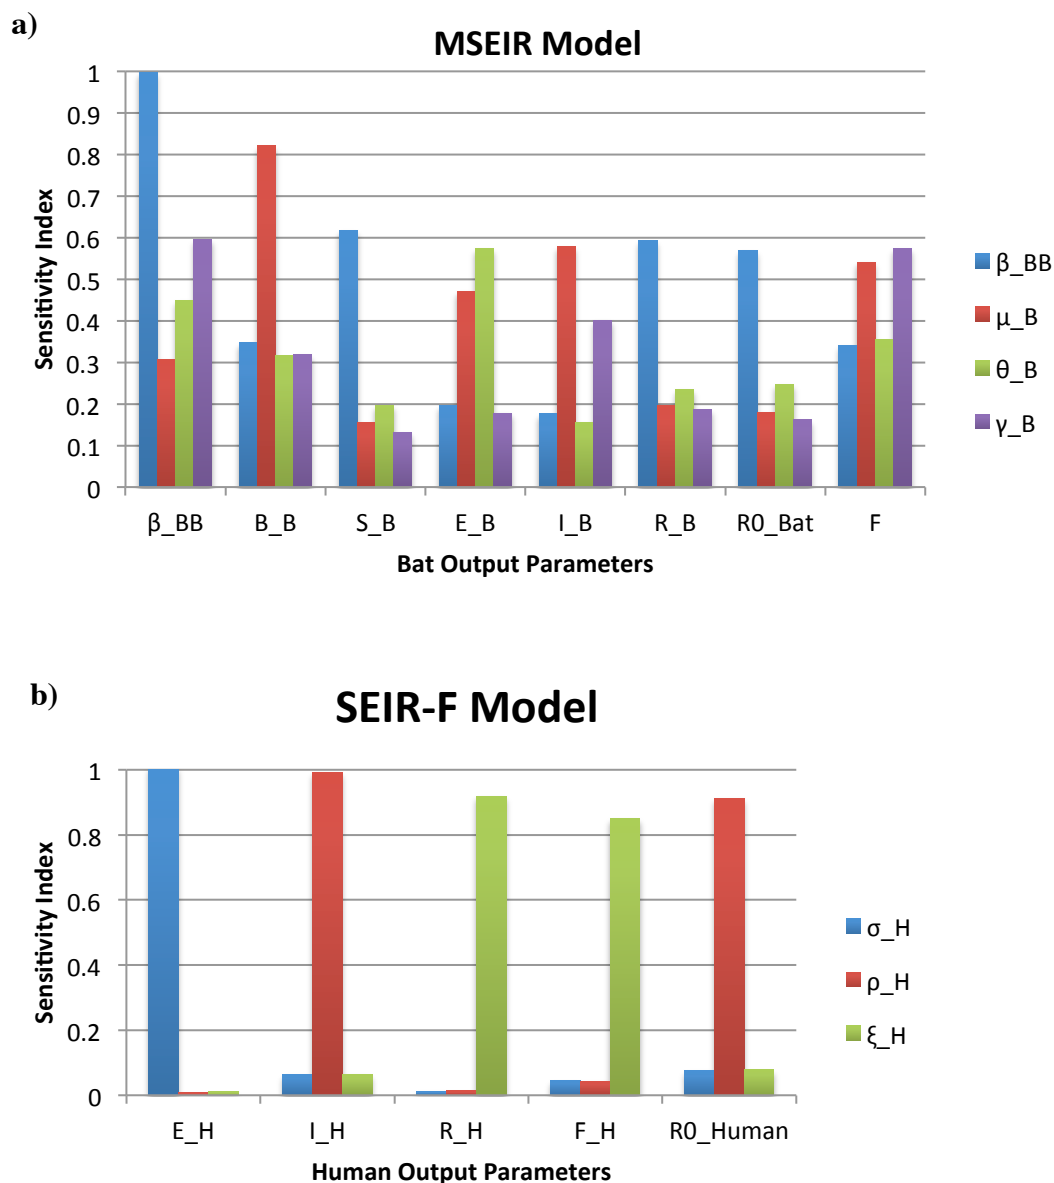 a)
MSEIR Model
1
0.9
0.8
0.7
0.6
0.5
0.4
0.3
0.2
0.1
0
Sensitivity Index
β_BB
B_B
S_B
E_B
I_B
R_B
R0_Bat
F
Bat Output Parameters
β_BB
μ_B
θ_B
γ_B
b)
SEIR-F Model
1
0.8
0.6
0.4
0.2
0
Sensitivity Index
E_H
I_H
R_H
F_H
R0_Human
Human Output Parameters
σ_H
ρ_H
ξ_H